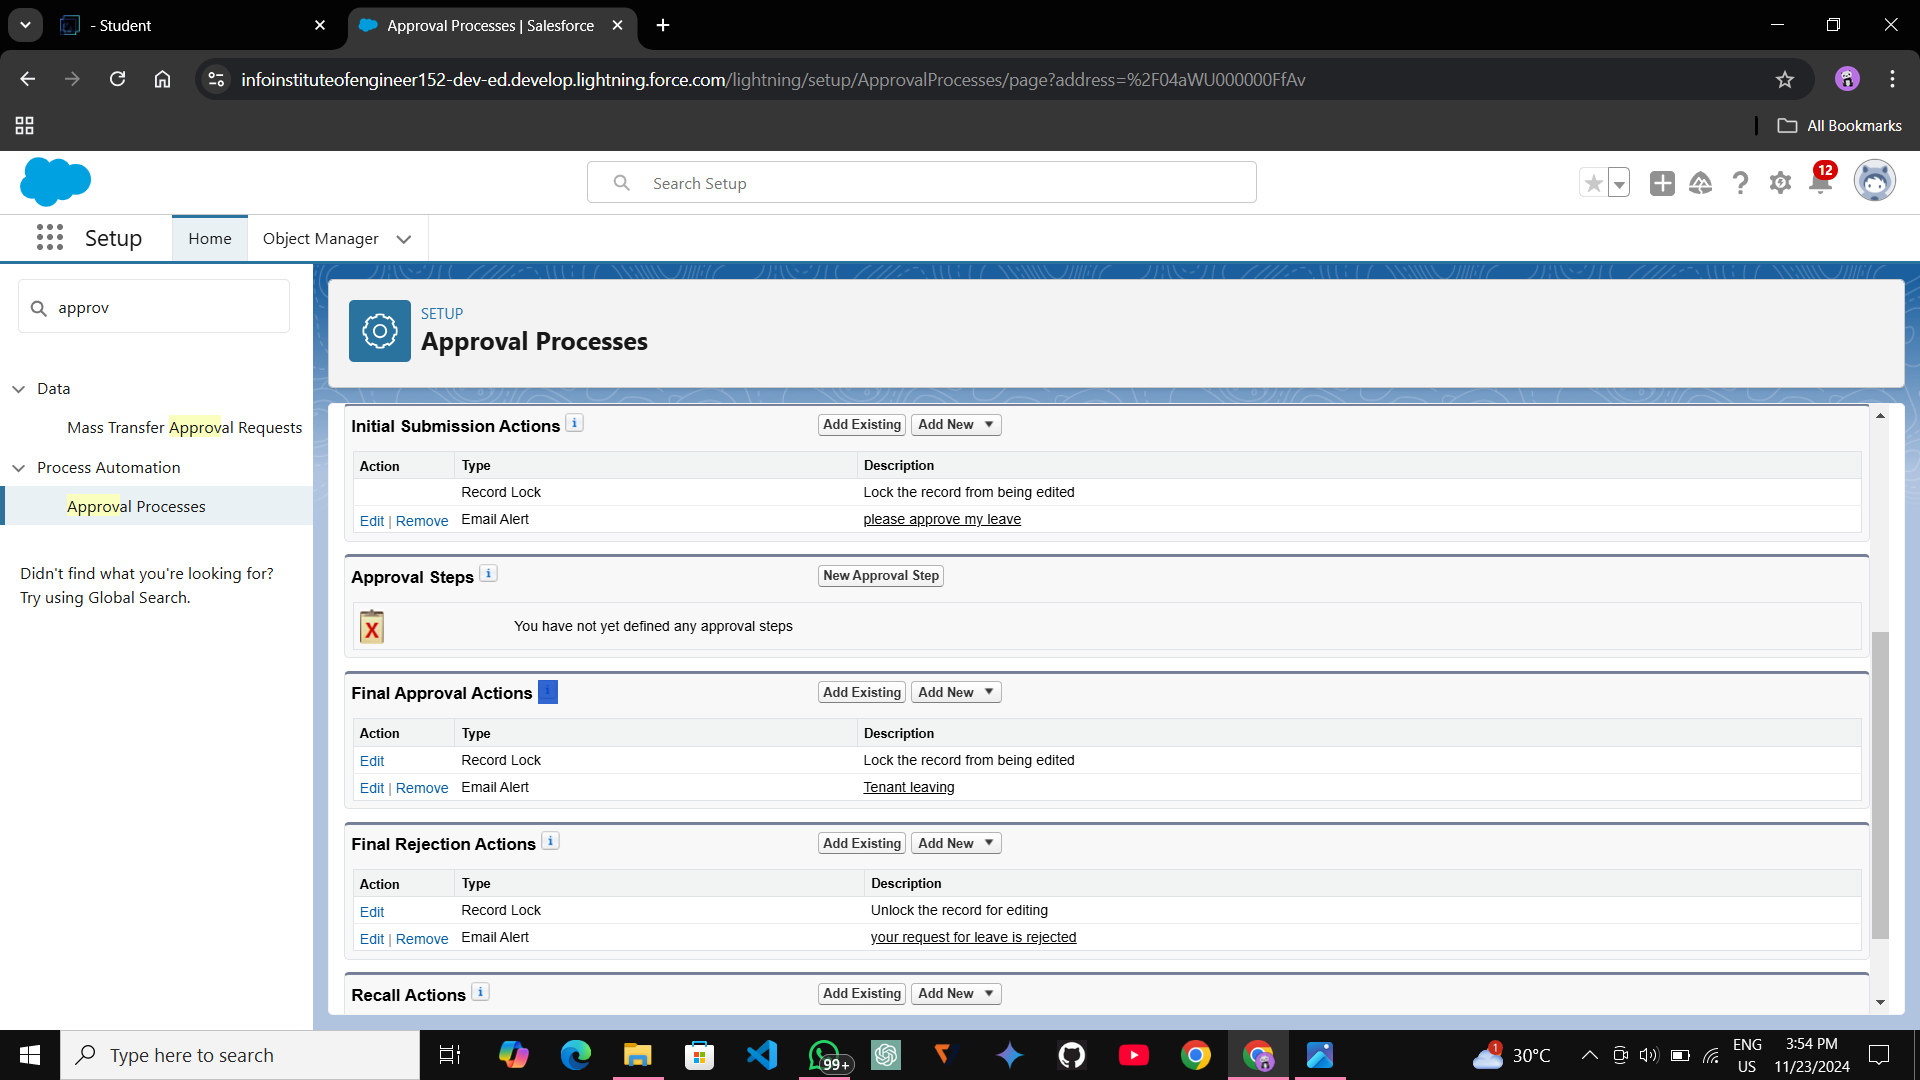 - Student
Approval Processes | Salesforce
infoinstituteofengineer152-dev-ed.develop.lightning.force.com/lightning/setup/ApprovalProcesses/page?address=%2F04aWU000000FfAv
All Bookmarks
Search Setup
12
Setup
Home
Object Manager
approv
Data
Mass Transfer Approval Requests
Process Automation
Approval Processes
Didn't find what you're looking for?
Try using Global Search.
SETUP
Approval Processes
Initial Submission Actions i
Add Existing
Add New
Action Type Description
Record Lock Lock the record from being edited
Edit | Remove Email Alert please approve my leave
Approval Steps i
New Approval Step
X You have not yet defined any approval steps
Final Approval Actions i
Add Existing
Add New
Action Type Description
Edit Record Lock Lock the record from being edited
Edit | Remove Email Alert Tenant leaving
Final Rejection Actions i
Add Existing
Add New
Action Type Description
Edit Record Lock Unlock the record for editing
Edit | Remove Email Alert your request for leave is rejected
Recall Actions i
Add Existing
Add New
Type here to search
99+
1
30°C
ENG
US
3:54 PM
11/23/2024